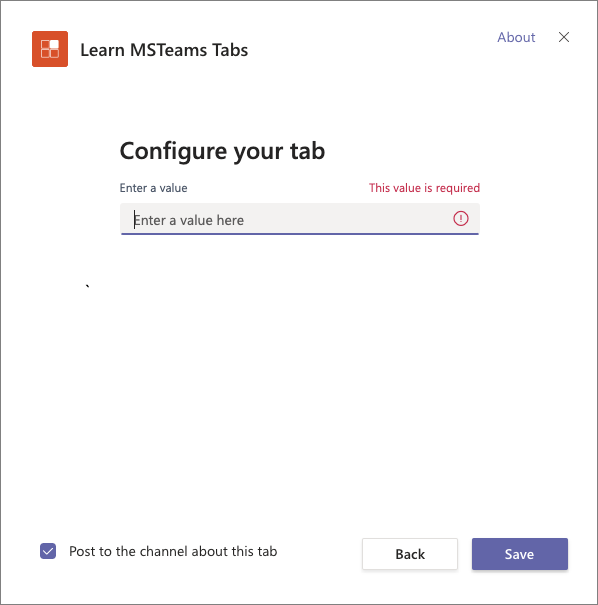 Learn MSTeams Tabs
About
Configure your tab
Enter a value
This value is required
Enter a value here
`
Post to the channel about this tab
Back
Save